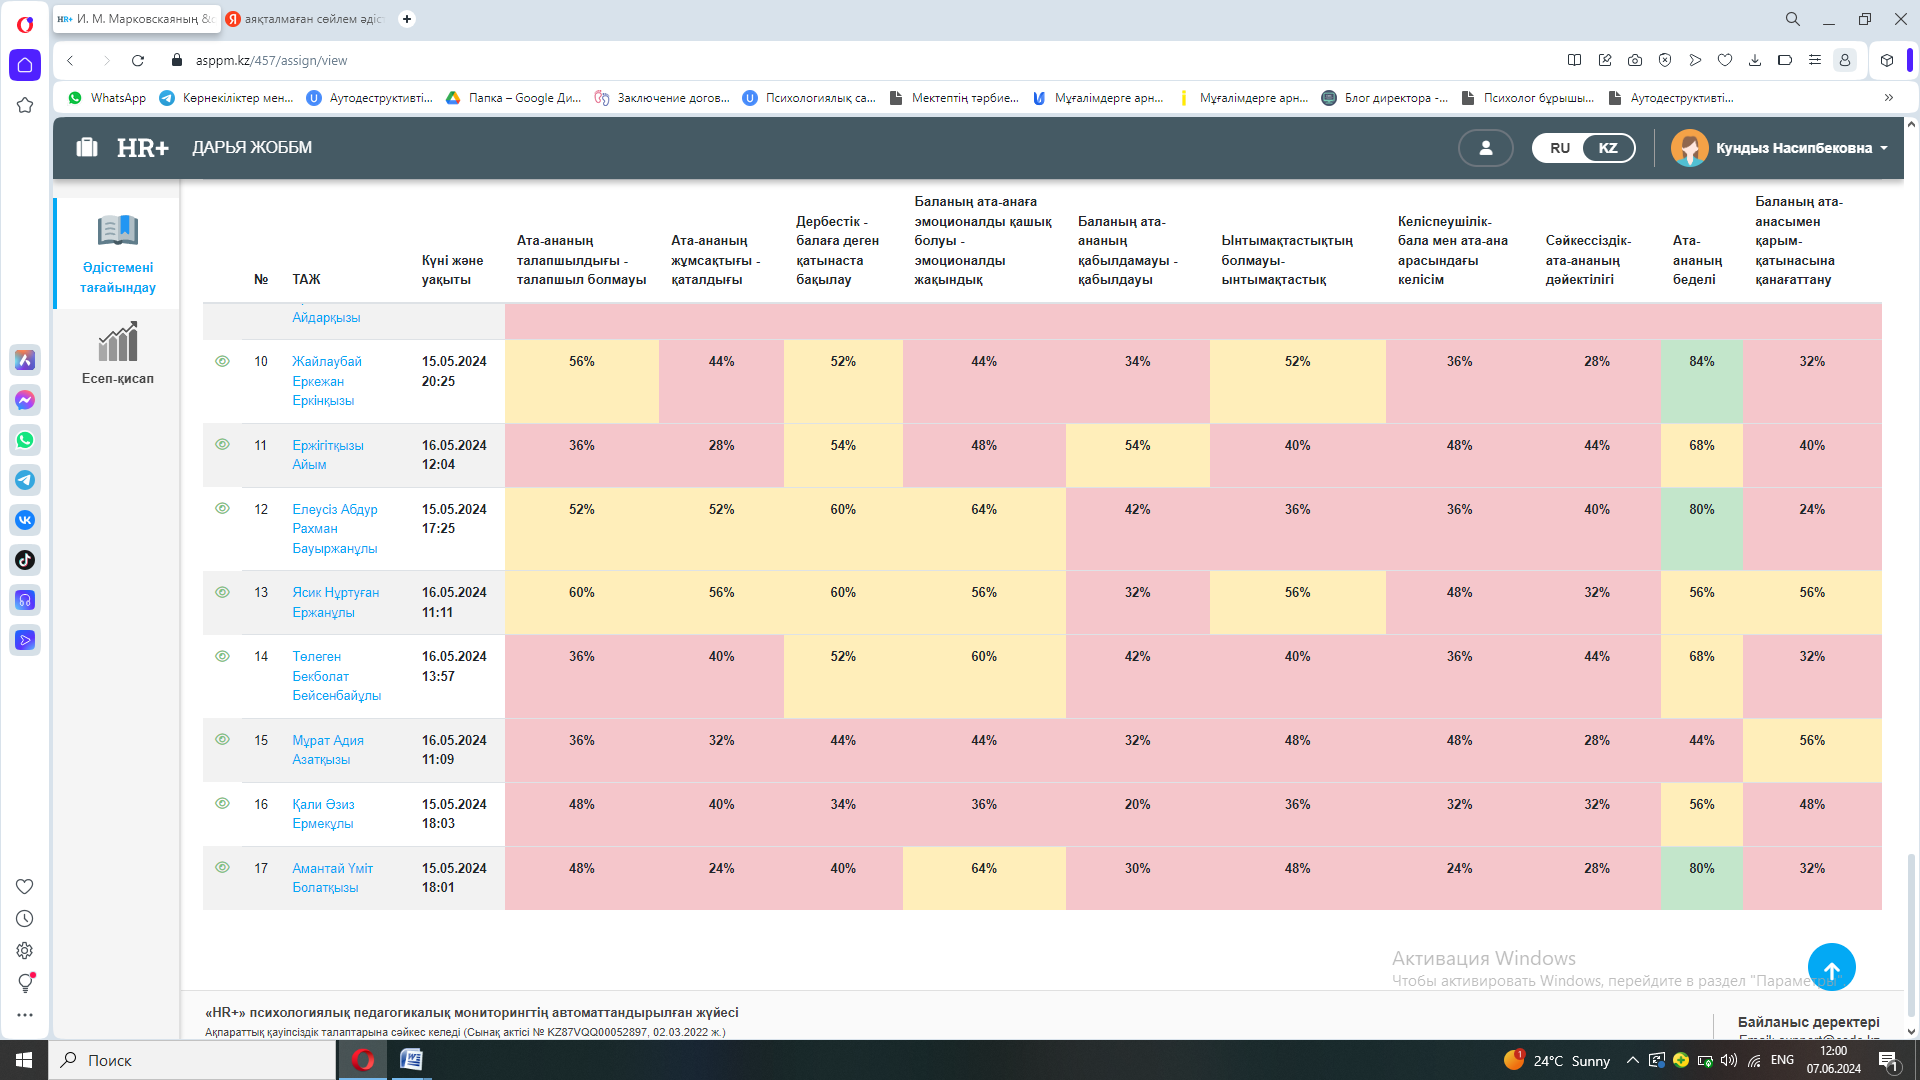 HR+ И. М. Марковскаяның &
аяқталмаған сөйлем әдіс
asppm.kz/457/assign/view
WhatsApp
Көрнекіліктер мен...
Аутодеструктивті...
Папка – Google Ди...
Заключение догов...
Психологиялық са...
Мектептің тәрбие...
Мұғалімдерге арн...
Мұғалімдерге арн...
Блог директора -...
Психолог бұрышы...
Аутодеструктивті...
HR+ ДАРЬЯ ЖОББМ
RU KZ
Кундыз Насипбековна
Әдістемені
тағайындау
Есеп-қисап
№
ТАЖ
Күні және
уақыты
Ата-ананың
талапшылдығы -
талапшыл болмауы
Ата-ананың
жұмсақтығы -
қаталдығы
Дербестік -
балаға деген
қатынаста
бақылау
Баланың ата-анаға
эмоционалды қашық
болуы -
эмоционалды
жақындық
Баланың ата-
ананың
қабылдамауы -
қабылдауы
Ынтымақтастықтың
болмауы-
ынтымақтастық
Келіспеушілік-
бала мен ата-ана
арасындағы
келісім
Сәйкессіздік-
ата-ананың
дәйектілігі
Ата-
ананың
беделі
Баланың ата-
анасымен
қарым-
қатынасына
қанағаттану
Айдарқызы
10 Жайлаубай 15.05.2024 56% 44% 52% 44% 34% 52% 36% 28% 84% 32%
Еркежан 20:25
Еркінқызы
11 Ержігітқызы 16.05.2024 36% 28% 54% 48% 54% 40% 48% 44% 68% 40%
Айым 12:04
12 Елеусіз Абдур 15.05.2024 52% 52% 60% 64% 42% 36% 36% 40% 80% 24%
Рахман 17:25
Бауыржанұлы
13 Ясик Нұртуған 16.05.2024 60% 56% 60% 56% 32% 56% 48% 32% 56% 56%
Ержанұлы 11:11
14 Төлеген 16.05.2024 36% 40% 52% 60% 42% 40% 36% 44% 68% 32%
Бекболат 13:57
Бейсенбайұлы
15 Мұрат Адия 16.05.2024 36% 32% 44% 44% 32% 48% 48% 28% 44% 56%
Азатқызы 11:09
16 Қали Әзиз 15.05.2024 48% 40% 34% 36% 20% 36% 32% 32% 56% 48%
Ермекұлы 18:03
17 Амантай Үміт 15.05.2024 48% 24% 40% 64% 30% 48% 24% 28% 80% 32%
Болатқызы 18:01
Активация Windows
Чтобы активировать Windows, перейдите в раздел "Параметры".
«HR+» психологиялық педагогикалық мониторингтің автоматтандырылған жүйесі
Ақпараттық қауіпсіздік талаптарына сәйкес келеді (Сынақ актісі № KZ87VQQ00052897, 02.03.2022 ж.)
Байланыс деректері
Поиск
24°C Sunny
ENG
12:00
07.06.2024